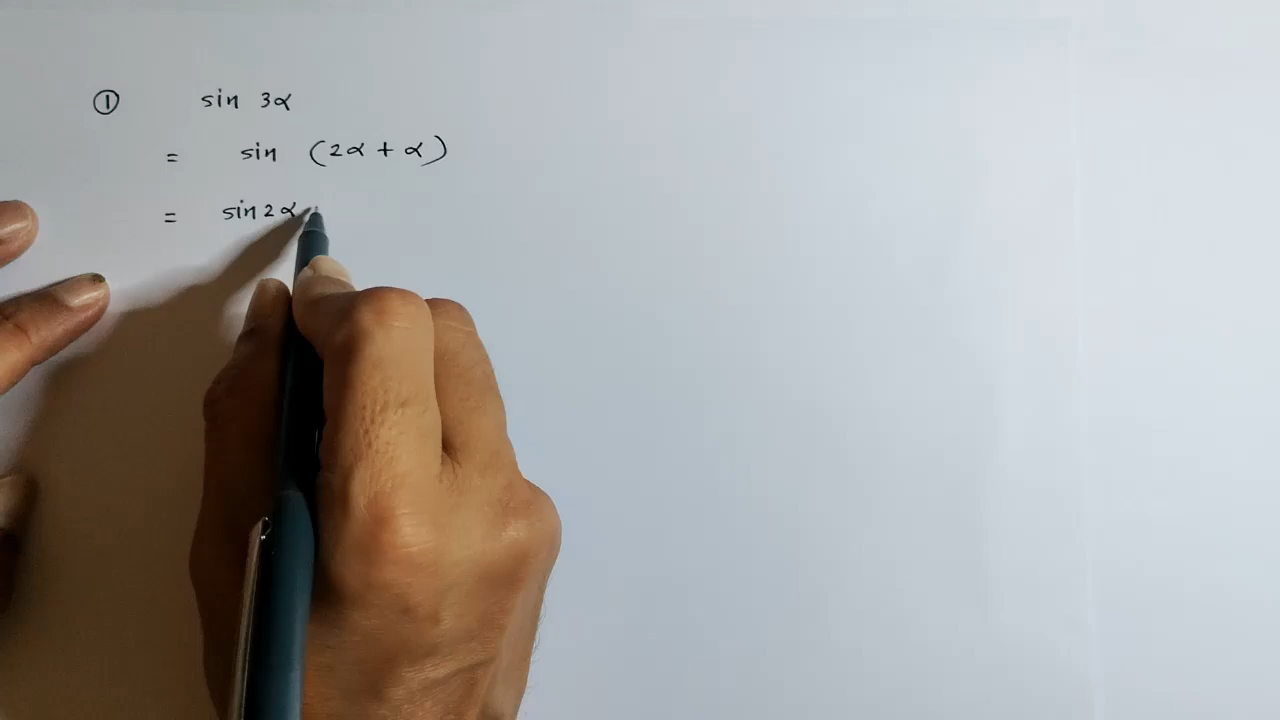 ① sin 3α
= sin (2α + α)
= sin 2α